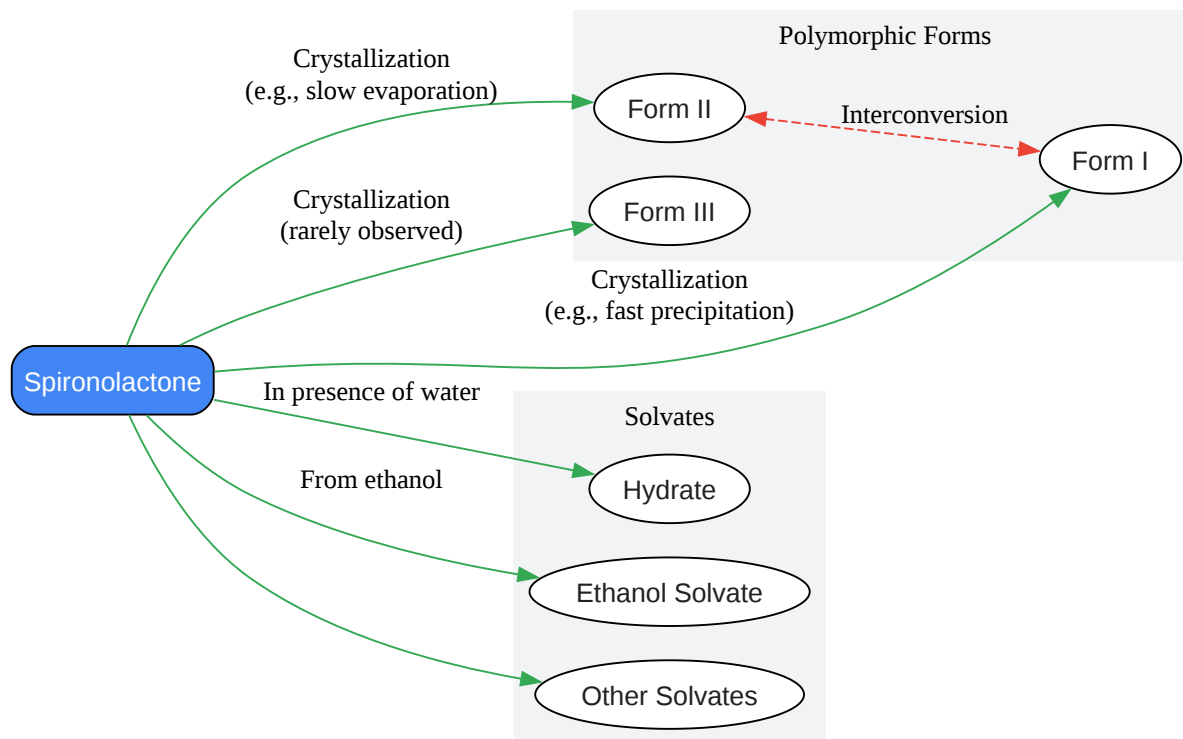 Polymorphic Forms
Crystallization
(e.g., slow evaporation)
Form II
Interconversion
Form I
Crystallization
(rarely observed)
Form III
Crystallization
(e.g., fast precipitation)
Spironolactone
In presence of water
Solvates
Hydrate
From ethanol
Ethanol Solvate
Other Solvates